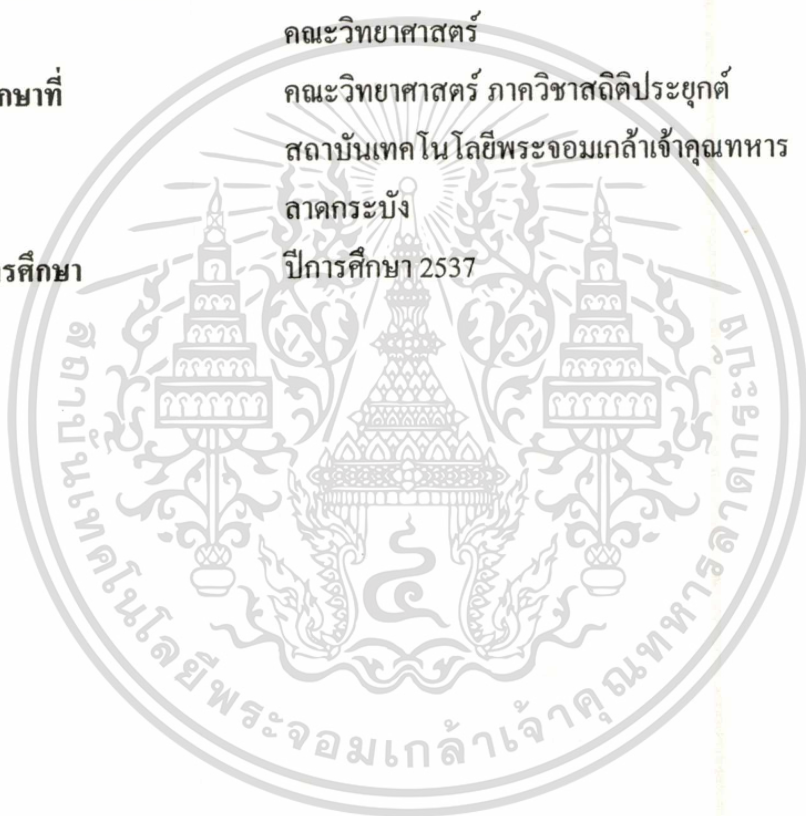 คณะวิทยาศาสตร์
กษาที่ คณะวิทยาศาสตร์ ภาควิชาสถิติประยุกต์
สถาบันเทคโนโลยีพระจอมเกล้าเจ้าคุณทหาร
ลาดกระบัง
รศึกษา ปีการศึกษา 2537
สถาบันเทคโนโลยีพระจอมเกล้าเจ้าคุณทหารลาดกระบัง
๔